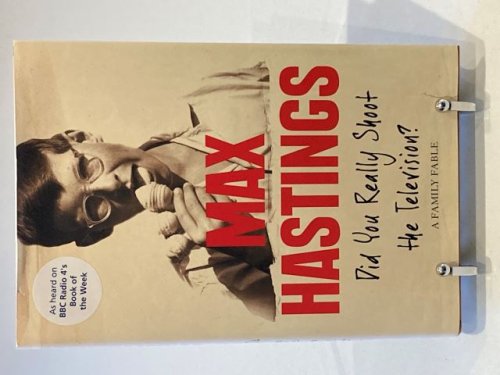 As heard on
BBC Radio 4's
Book of
the Week
MAX
HASTINGS
Did You Really Shoot
the Television?
A FAMILY FABLE